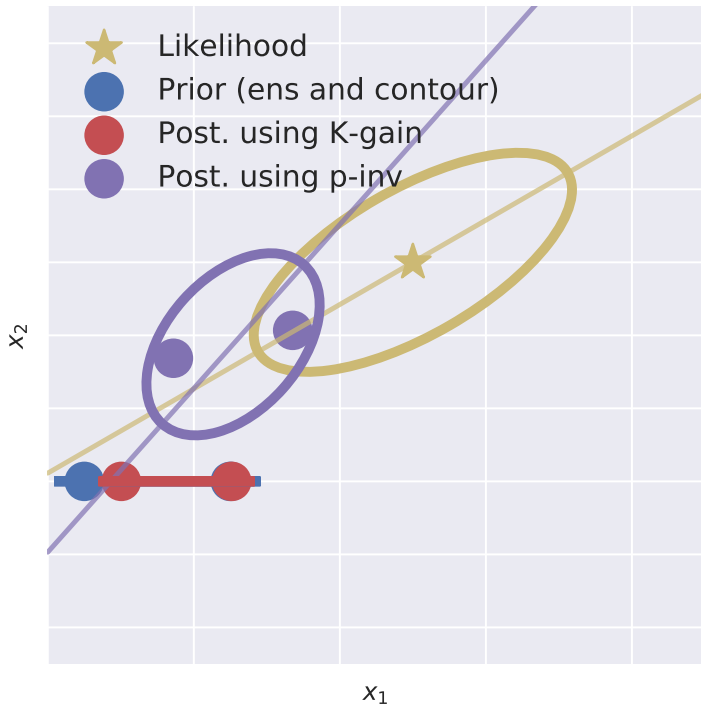 Likelihood
Prior (ens and contour)
Post. using K-gain
Post. using p-inv
x₂
x₁